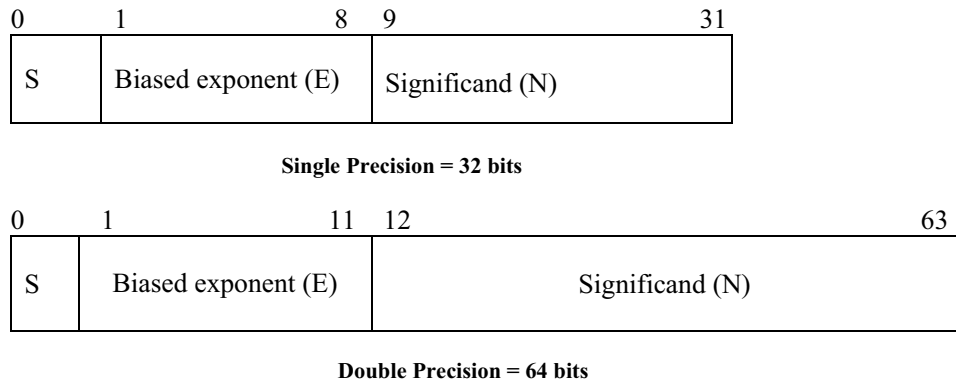 0 1 8 9 31
S Biased exponent (E) Significand (N)
Single Precision = 32 bits
0 1 11 12 63
S Biased exponent (E) Significand (N)
Double Precision = 64 bits